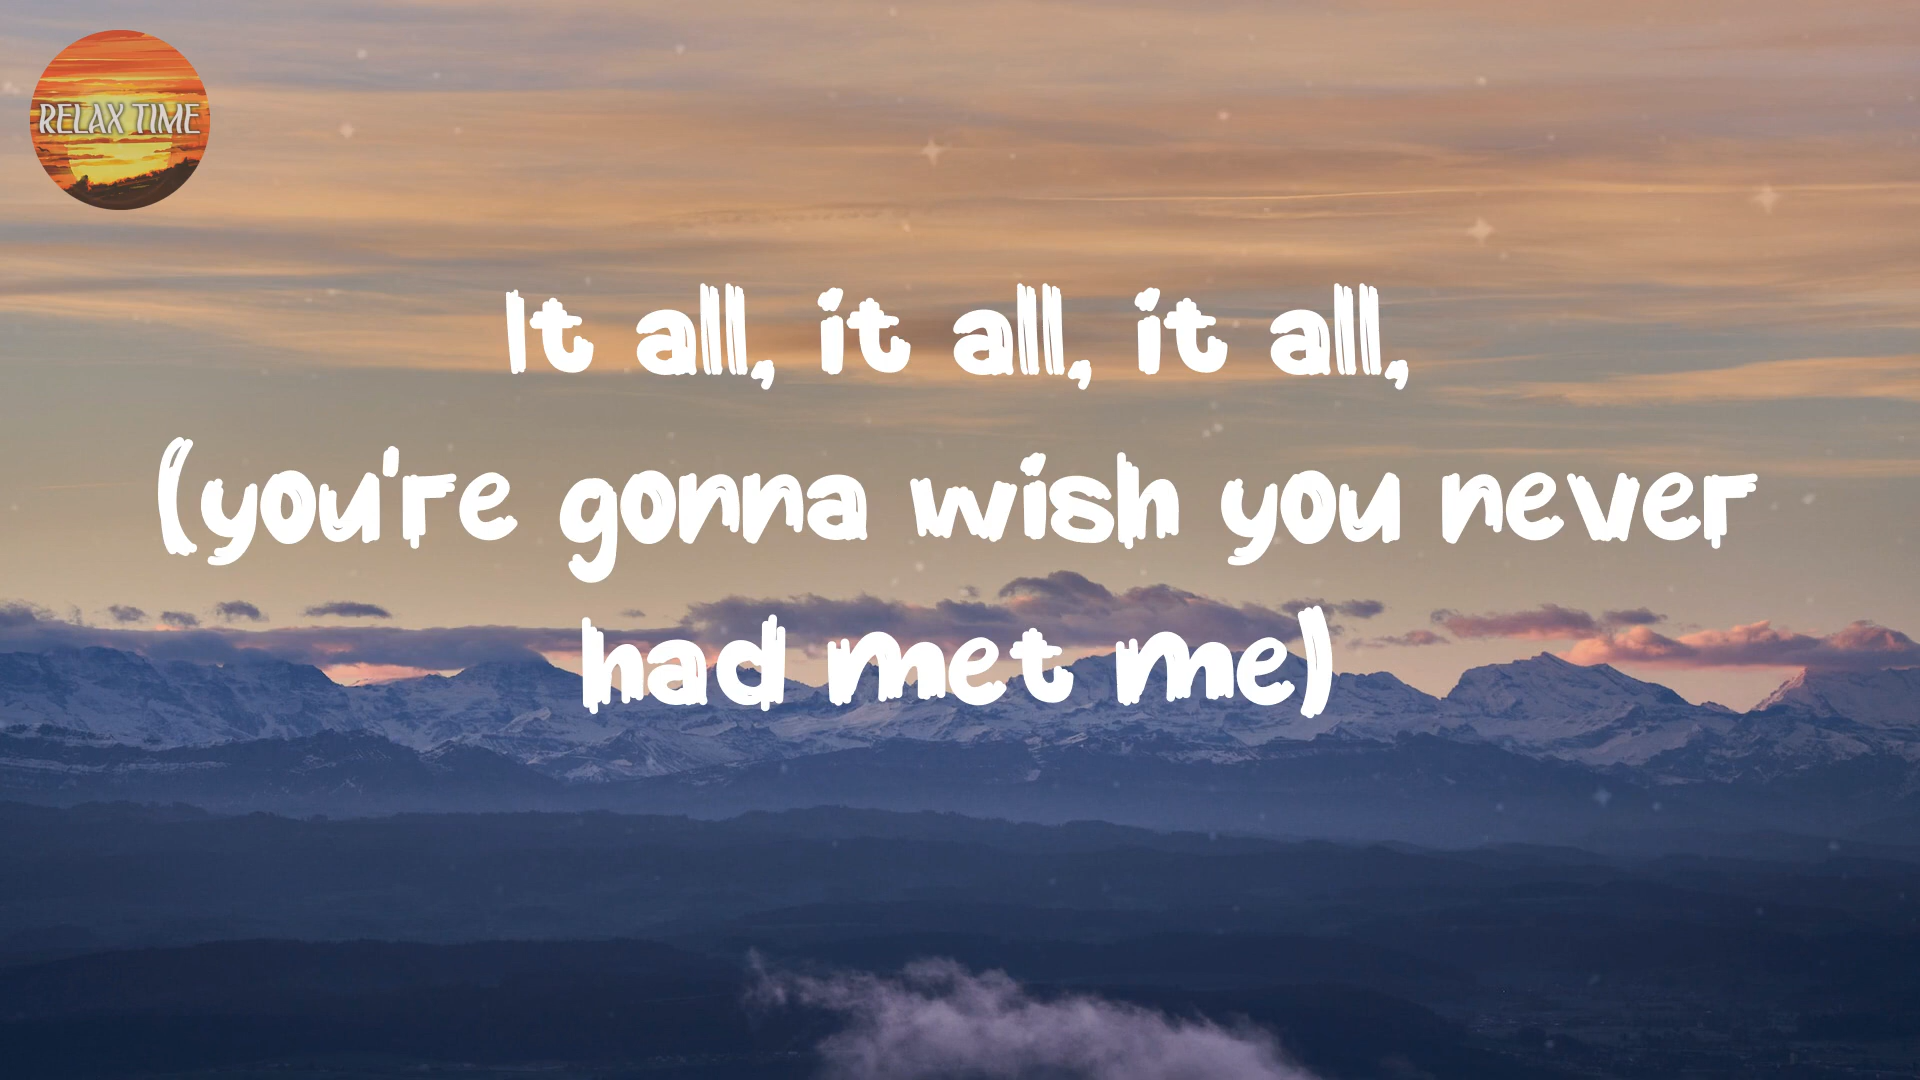 RELAX TIME
It all, it all, it all,
(you're gonna wish you never
had met me)